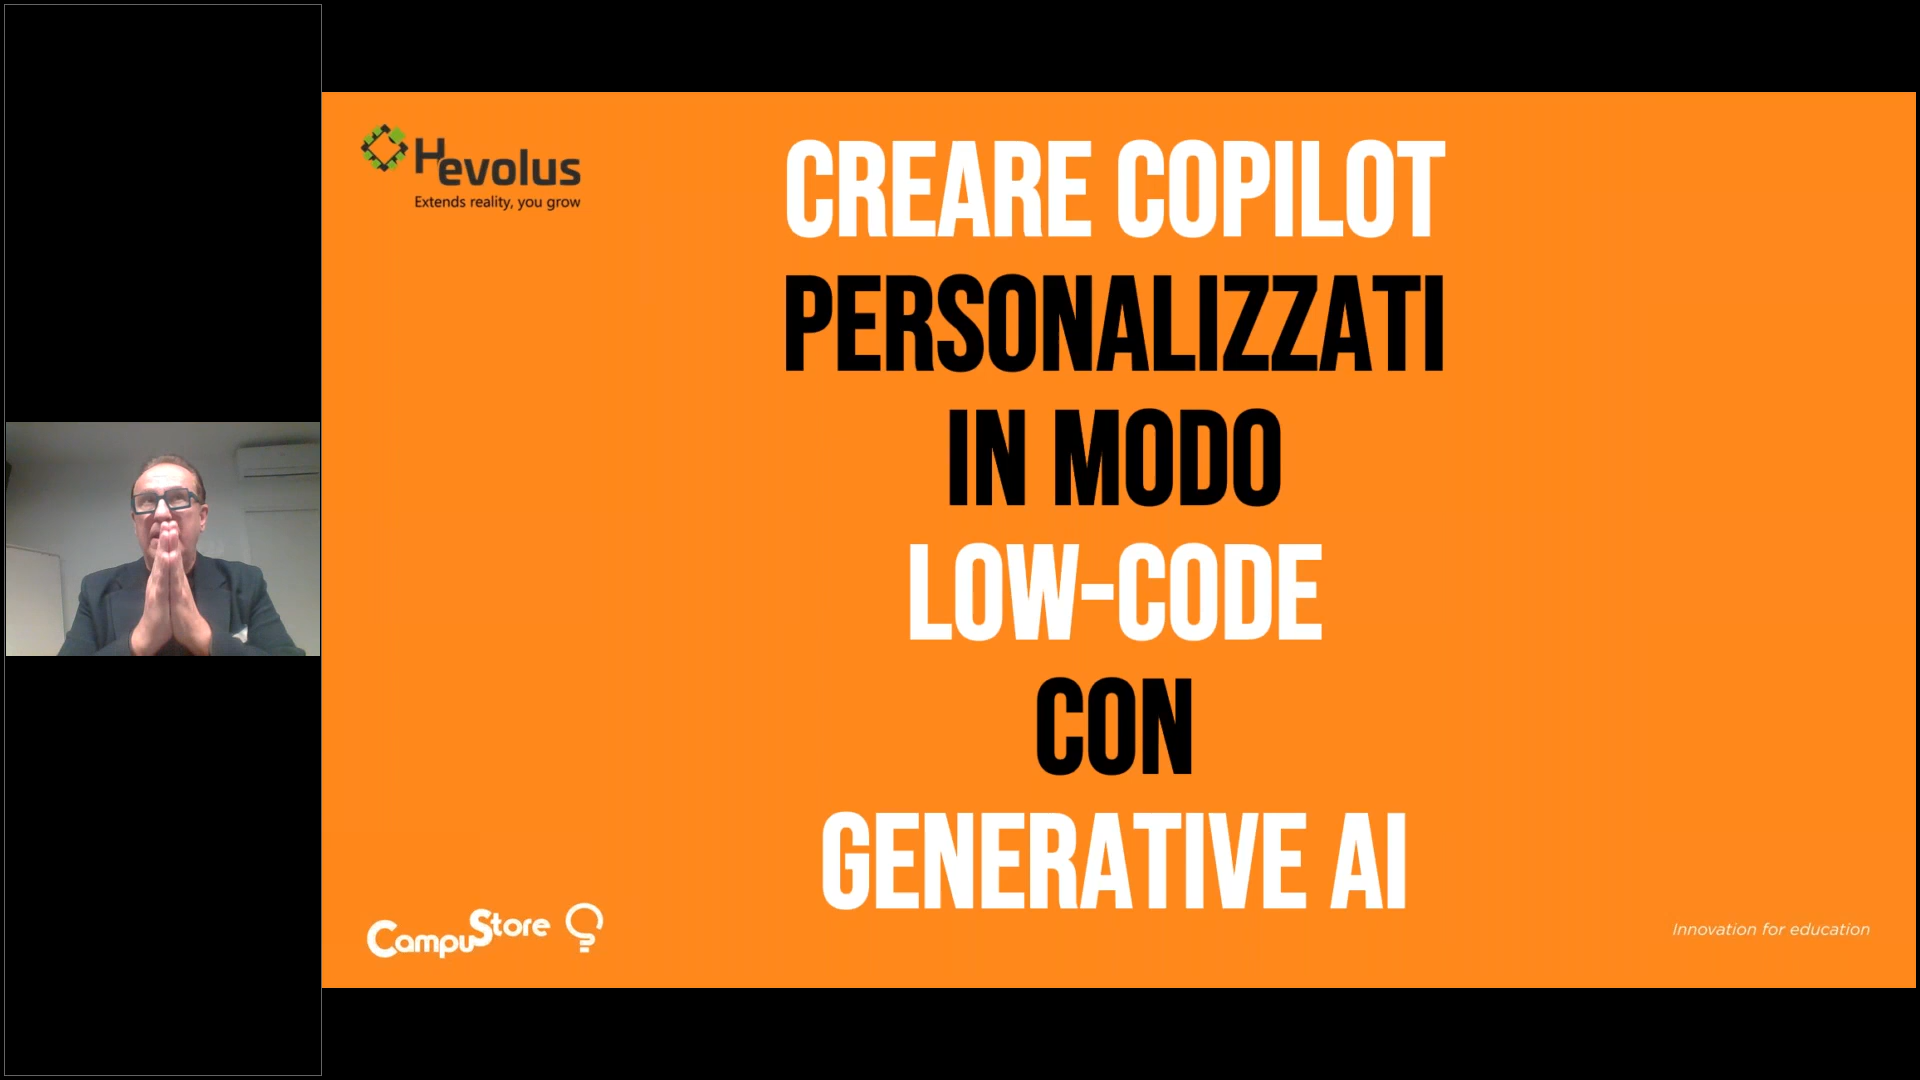 Hevolus
Extends reality, you grow
CREARE COPILOT
PERSONALIZZATI
IN MODO
LOW-CODE
CON
GENERATIVE AI
CampuStore
Innovation for education